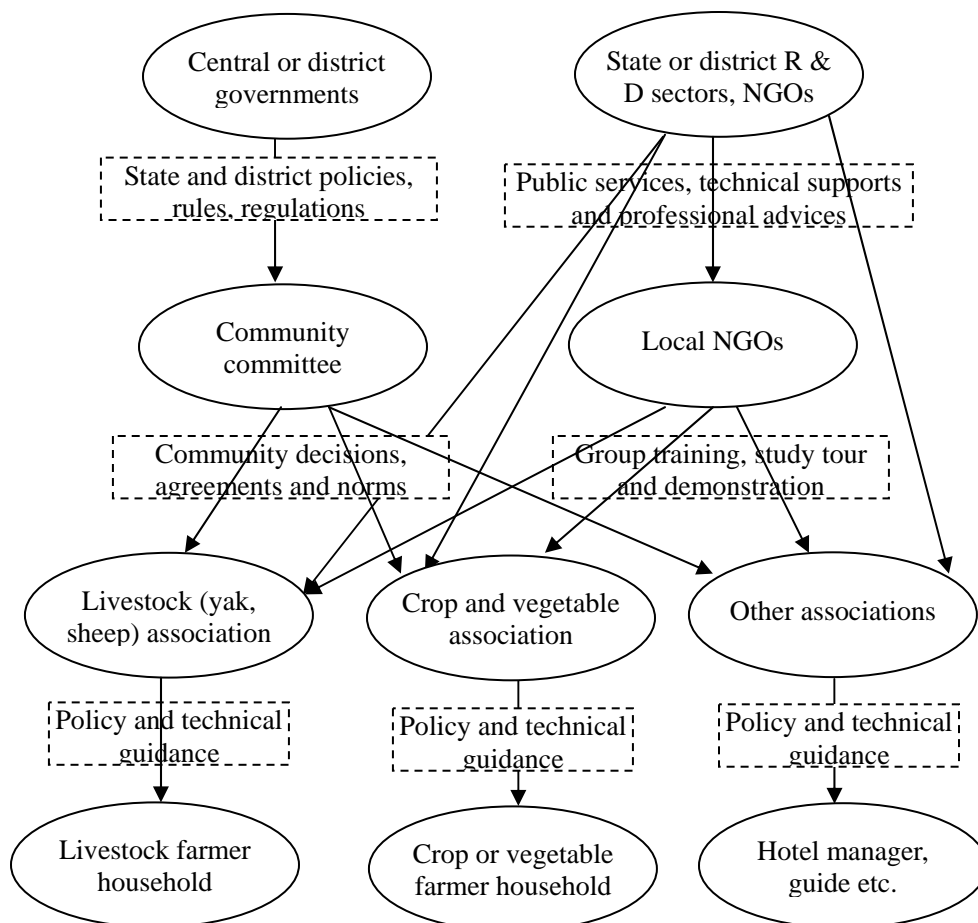 Central or district
governments
State or district R &
D sectors, NGOs
State and district policies,
rules, regulations
Public services, technical supports
and professional advices
Community
committee
Local NGOs
Community decisions,
agreements and norms
Group training, study tour
and demonstration
Livestock (yak,
sheep) association
Crop and vegetable
association
Other associations
Policy and technical
guidance
Policy and technical
guidance
Policy and technical
guidance
Livestock farmer
household
Crop or vegetable
farmer household
Hotel manager,
guide etc.